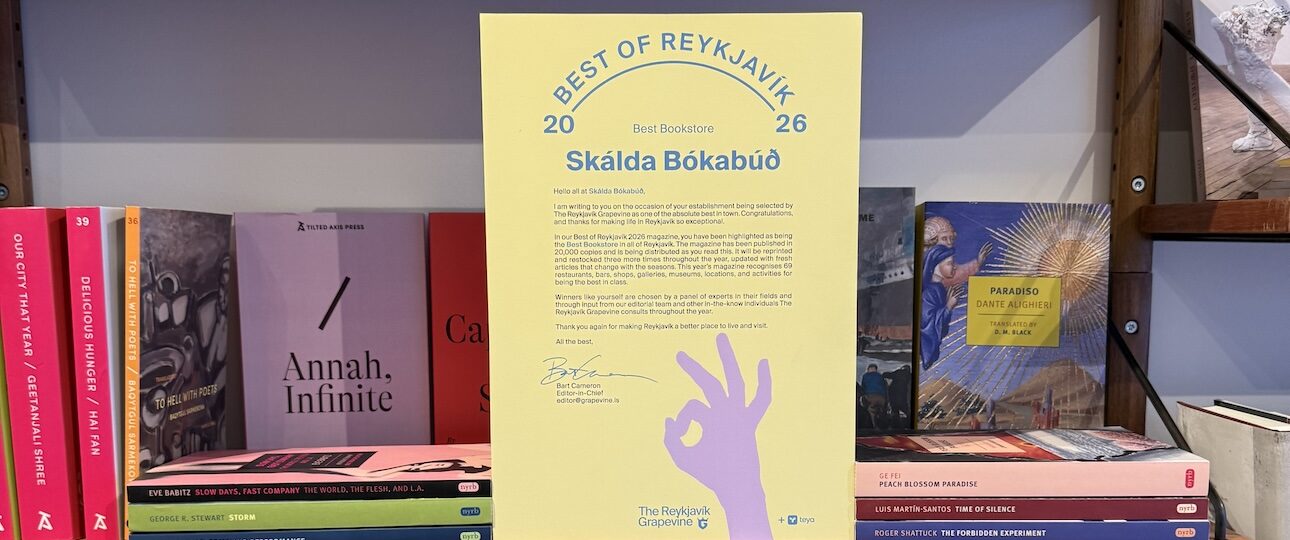 OUR CITY THAT YEAR / GEETANJALI SHREE
39
DELICIOUS HUNGER / HAI FAN
36
TO HELL WITH POETS / BAQYTGUL SARMEKO
TO HELL WITH POETS
BAQYTGUL SARMEKOVA
TILTED AXIS PRESS
/
Annah,
Infinite
Ca
S
EVE BABITZ SLOW DAYS, FAST COMPANY THE WORLD, THE FLESH, AND L.A.
nyrb
GEORGE R. STEWART STORM
nyrb
BEST OF REYKJAVÍK
20 26
Best Bookstore
Skálda Bókabúð
Hello all at Skálda Bókabúð,
I am writing to you on the occasion of your establishment being selected by
The Reykjavík Grapevine as one of the absolute best in town. Congratulations,
and thanks for making life in Reykjavík so exceptional.
In our Best of Reykjavík 2026 magazine, you have been highlighted as being
the Best Bookstore in all of Reykjavík. The magazine has been published in
20,000 copies and is being distributed as you read this. It will be reprinted
and restocked three more times throughout the year, updated with fresh
articles that change with the seasons. This year's magazine recognises 69
restaurants, bars, shops, galleries, museums, locations, and activities for
being the best in class.
Winners like yourself are chosen by a panel of experts in their fields and
through input from our editorial team and other in-the-know individuals The
Reykjavík Grapevine consults throughout the year.
Thank you again for making Reykjavík a better place to live and visit.
All the best,
Bart Cameron
Editor-in-Chief
editor@grapevine.is
The Reykjavík
Grapevine
+ teya
ME
PARADISO
DANTE ALIGHIERI
TRANSLATED BY
D. M. BLACK
GE FEI
PEACH BLOSSOM PARADISE
nyrb
LUIS MARTÍN-SANTOS TIME OF SILENCE
nyrb
ROGER SHATTUCK THE FORBIDDEN EXPERIMENT
nyrb